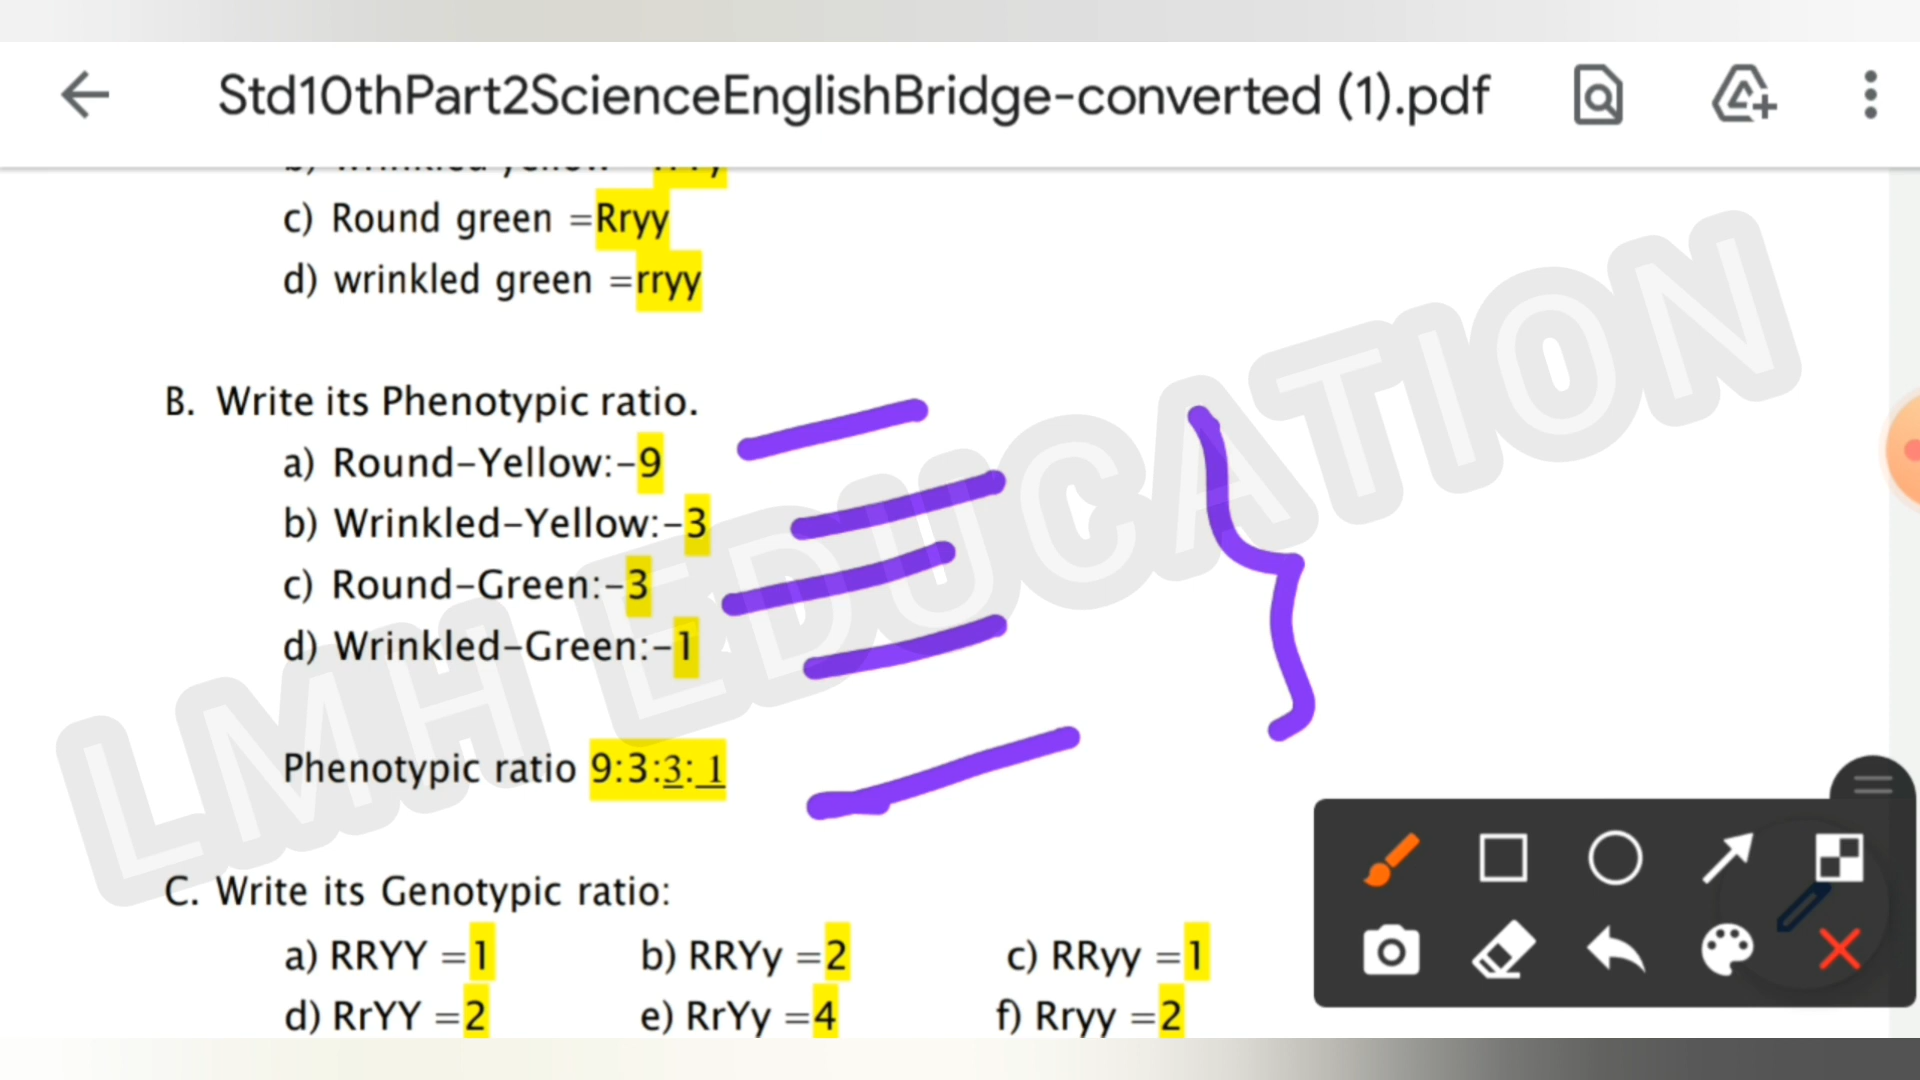 Std10thPart2ScienceEnglishBridge-converted (1).pdf
c) Round green =Rryy
d) wrinkled green =rryy
B. Write its Phenotypic ratio.
a) Round-Yellow:-9
b) Wrinkled-Yellow:-3
c) Round-Green:-3
d) Wrinkled-Green:-1
Phenotypic ratio 9:3:3: 1
C. Write its Genotypic ratio:
a) RRYY =1 b) RRYy =2 c) RRyy =1
d) RrYY =2 e) RrYy =4 f) Rryy =2
LMH EDUCATION